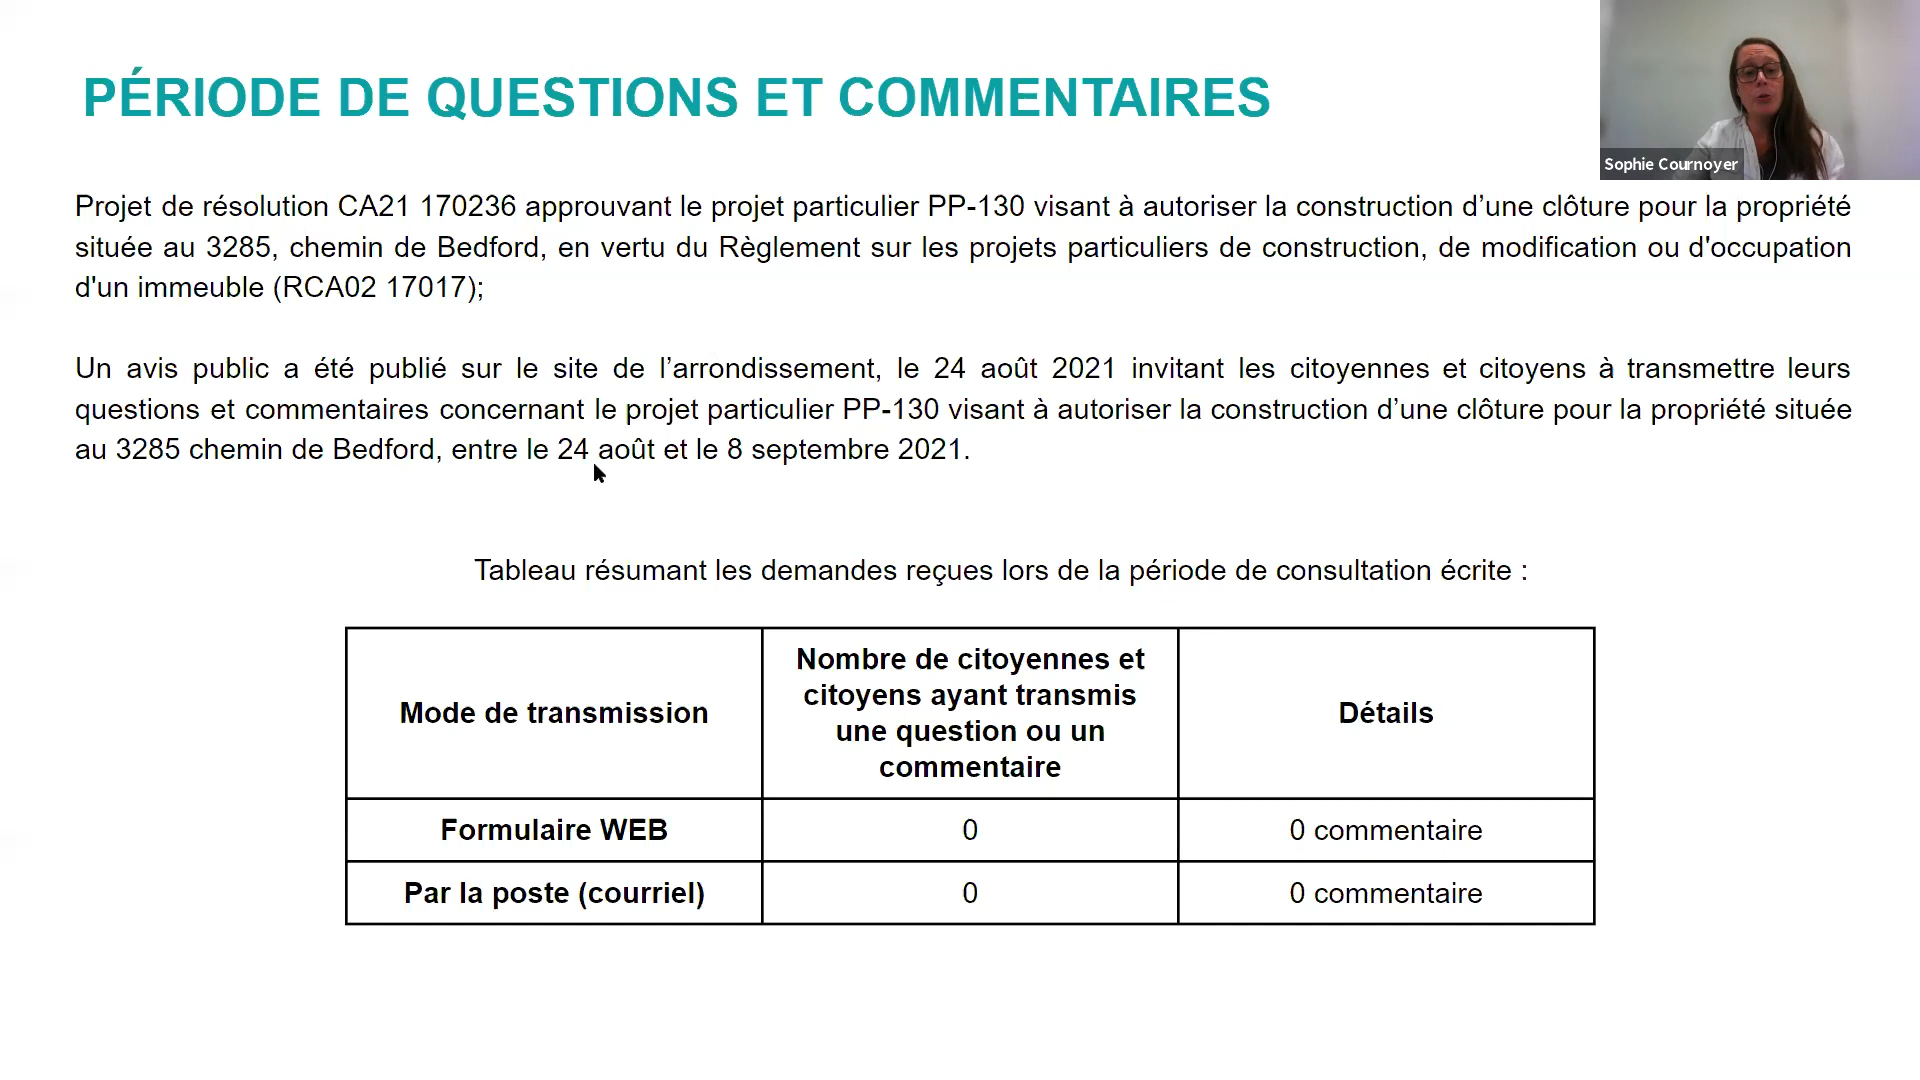 PÉRIODE DE QUESTIONS ET COMMENTAIRES
Sophie Cournoyer
Projet de résolution CA21 170236 approuvant le projet particulier PP-130 visant à autoriser la construction d’une clôture pour la propriété
située au 3285, chemin de Bedford, en vertu du Règlement sur les projets particuliers de construction, de modification ou d'occupation
d'un immeuble (RCA02 17017);
Un avis public a été publié sur le site de l’arrondissement, le 24 août 2021 invitant les citoyennes et citoyens à transmettre leurs
questions et commentaires concernant le projet particulier PP-130 visant à autoriser la construction d’une clôture pour la propriété située
au 3285 chemin de Bedford, entre le 24 août et le 8 septembre 2021.
Tableau résumant les demandes reçues lors de la période de consultation écrite :
Mode de transmission
Nombre de citoyennes et
citoyens ayant transmis
une question ou un
commentaire
Détails
Formulaire WEB
0
0 commentaire
Par la poste (courriel)
0
0 commentaire